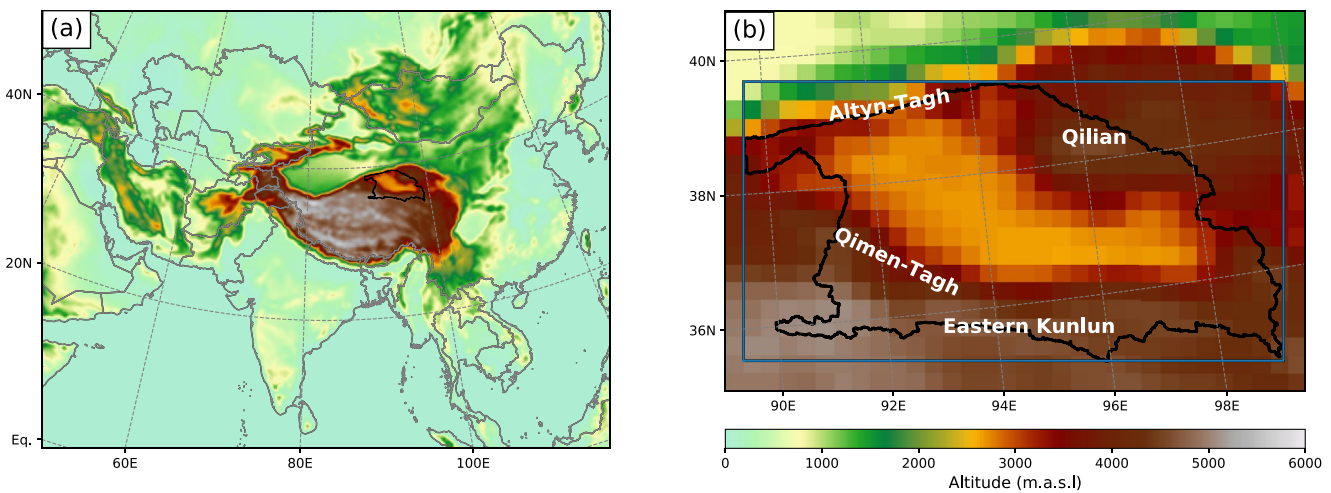 (a)
40N
20N
Eq.
60E
80E
100E
(b)
40N
38N
36N
Altyn-Tagh
Qilian
Qimen-Tagh
Eastern Kunlun
90E
92E
94E
96E
98E
0
1000
2000
3000
4000
5000
6000
Altitude (m.a.s.l)